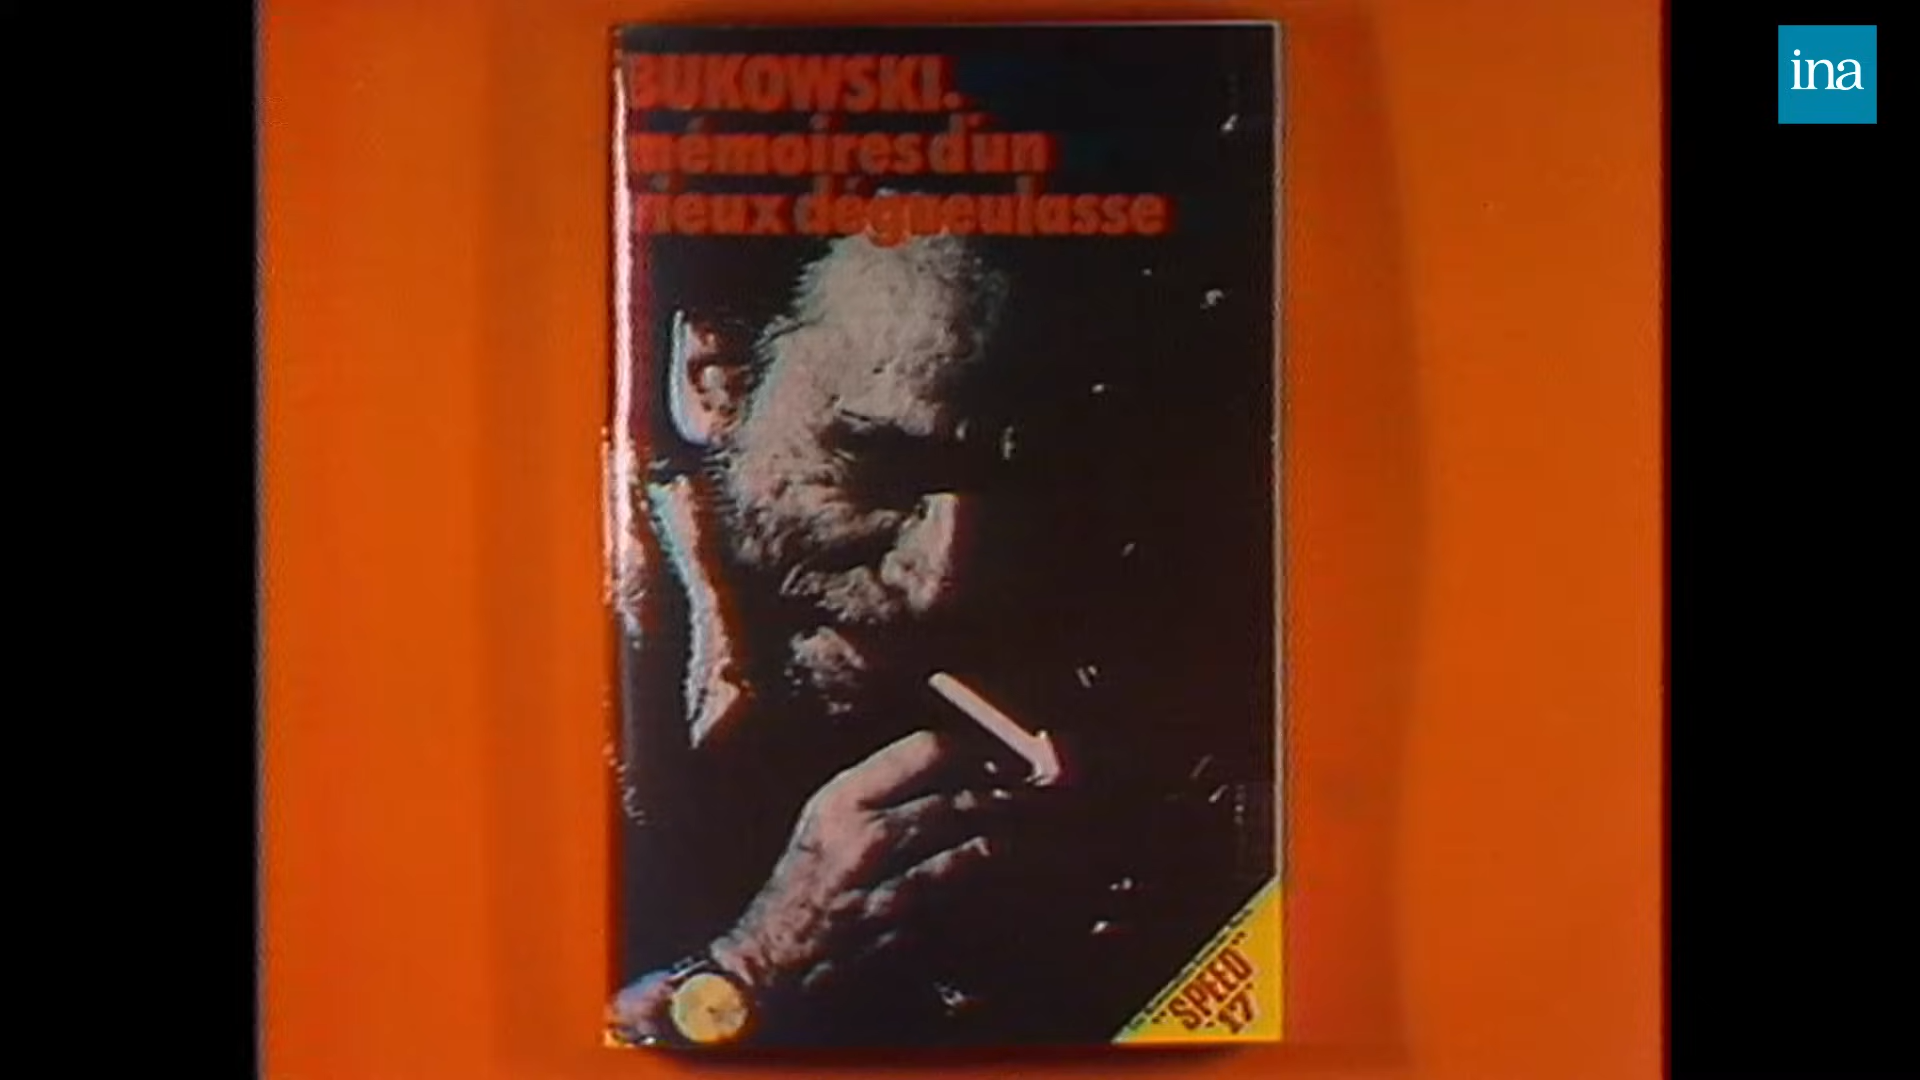 BUKOWSKI.
mémoires d'un
vieux dégueulasse
"SPEED
17"
ina